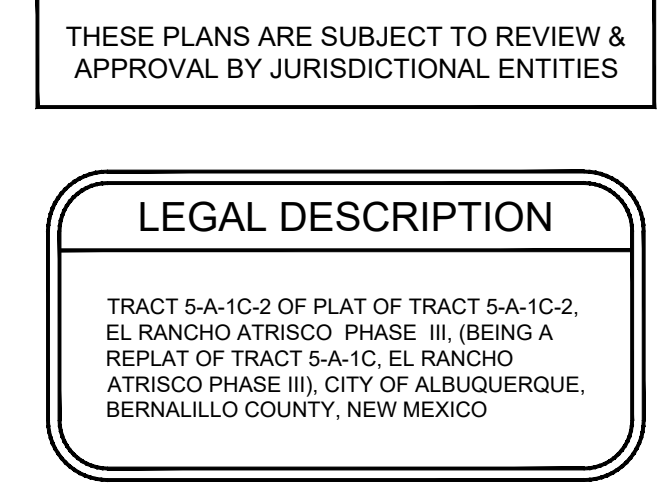 THESE PLANS ARE SUBJECT TO REVIEW &
APPROVAL BY JURISDICTIONAL ENTITIES
LEGAL DESCRIPTION
TRACT 5-A-1C-2 OF PLAT OF TRACT 5-A-1C-2,
EL RANCHO ATRISCO PHASE III, (BEING A
REPLAT OF TRACT 5-A-1C, EL RANCHO
ATRISCO PHASE III), CITY OF ALBUQUERQUE,
BERNALILLO COUNTY, NEW MEXICO